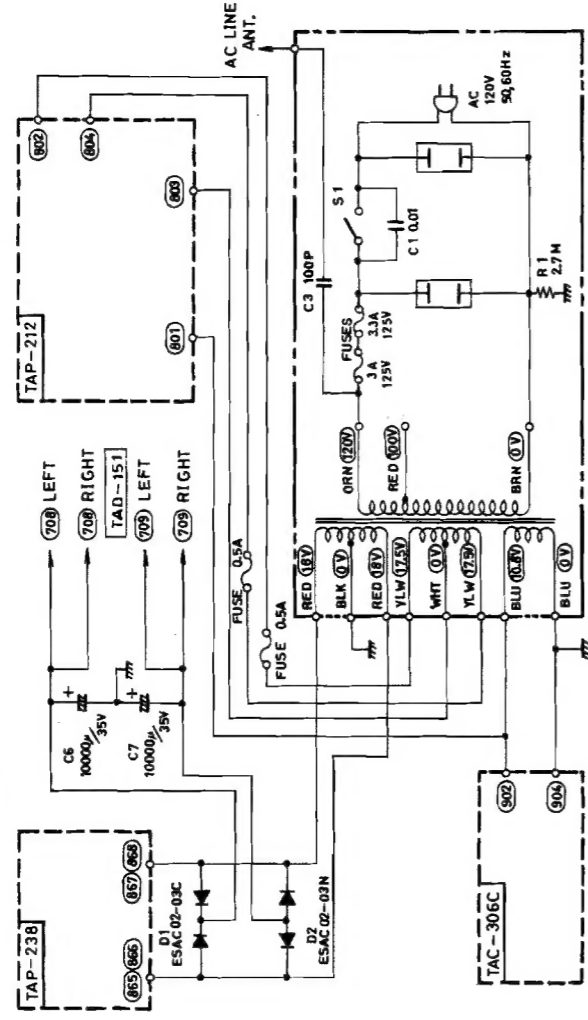 TAP-238
865 866
867 868
D1
ESAC 02-03C
D2
ESAC 02-03N
C6
10000μ/35V
+
C7
10000μ/35V
+
708 LEFT
708 RIGHT
TAD-151
709 LEFT
709 RIGHT
FUSE 0.5A
FUSE 0.5A
TAP-212
801
803
802
804
AC LINE
ANT.
TAC-306C
902
904
RED 18V
BLK 0V
RED 18V
YLW 17.5V
WHT 0V
YLW 17.5V
BLU 10.8V
BLU 0V
ORN 120V
RED 100V
BRN 0V
C3 100P
FUSES
3A
125V
3.3A
125V
S1
C1 0.01
R1
2.7M
AC
120V
50,60Hz